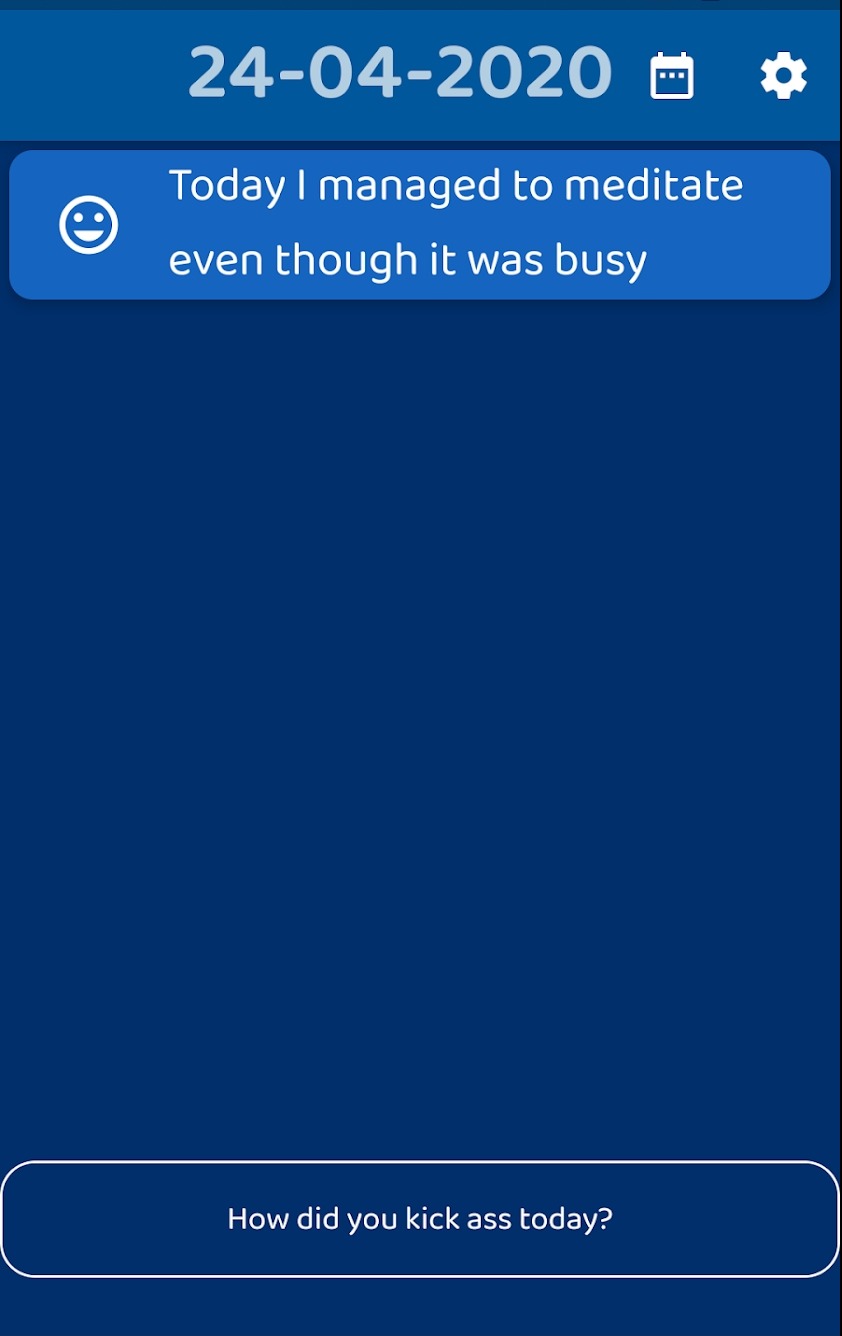 24-04-2020
Today I managed to meditate
even though it was busy
How did you kick ass today?